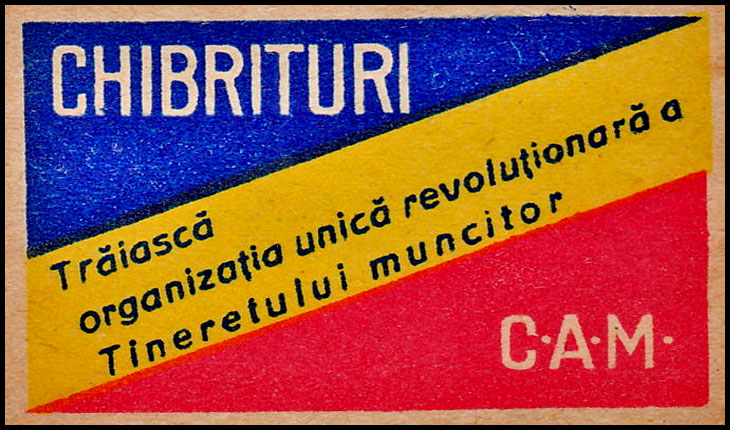 CHIBRITURI
Trăiască
organizația unică revoluționară a
Tineretului muncitor
C·A·M·